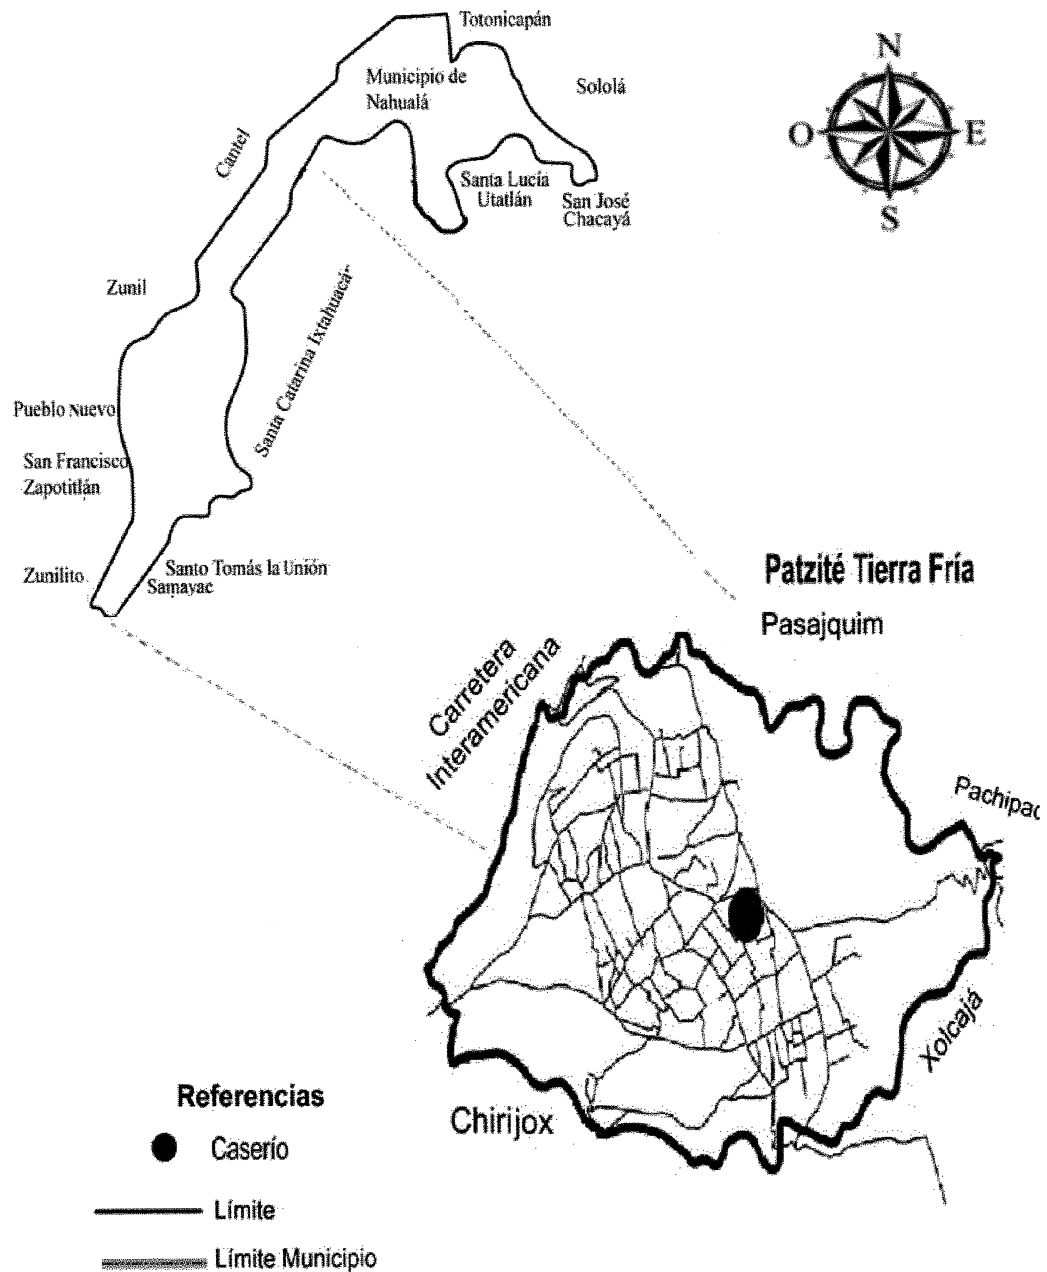 Totonicapán
Municipio de
Nahualá
Sololá
Cantel
N
O
E
S
Santa Lucía
Utatlán
San José
Chacayá
Zunil
Santa Catarina Ixtahuacán
Pueblo Nuevo
San Francisco
Zapotitlán
Zunilito
Santo Tomás la Unión
Samayac
Patzité Tierra Fría
Pasajquim
Carretera
Interamericana
Pachipac
Xolcajá
Chirijox
Referencias
Caserío
Límite
Límite Municipio